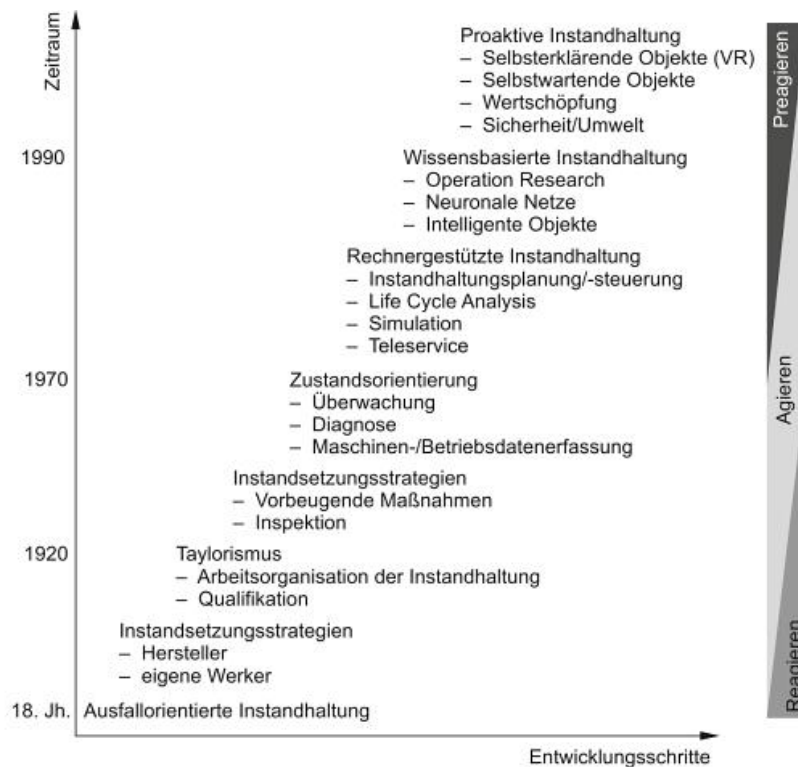 Zeitraum
Proaktive Instandhaltung
– Selbsterklärende Objekte (VR)
– Selbstwartende Objekte
– Wertschöpfung
– Sicherheit/Umwelt
1990
Wissensbasierte Instandhaltung
– Operation Research
– Neuronale Netze
– Intelligente Objekte
Rechnergestützte Instandhaltung
– Instandhaltungsplanung/-steuerung
– Life Cycle Analysis
– Simulation
– Teleservice
1970
Zustandsorientierung
– Überwachung
– Diagnose
– Maschinen-/Betriebsdatenerfassung
Instandsetzungsstrategien
– Vorbeugende Maßnahmen
– Inspektion
1920
Taylorismus
– Arbeitsorganisation der Instandhaltung
– Qualifikation
Instandsetzungsstrategien
– Hersteller
– eigene Werker
18. Jh.
Ausfallorientierte Instandhaltung
Entwicklungsschritte
Preagieren
Agieren
Reagieren